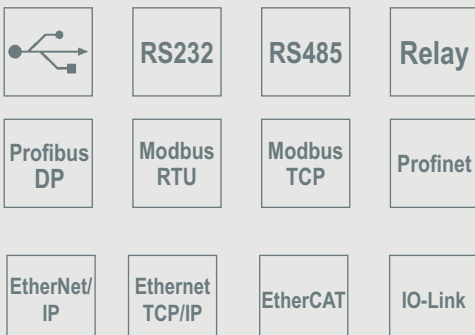 RS232
RS485
Relay
Profibus
DP
Modbus
RTU
Modbus
TCP
Profinet
EtherNet/
IP
Ethernet
TCP/IP
EtherCAT
IO-Link